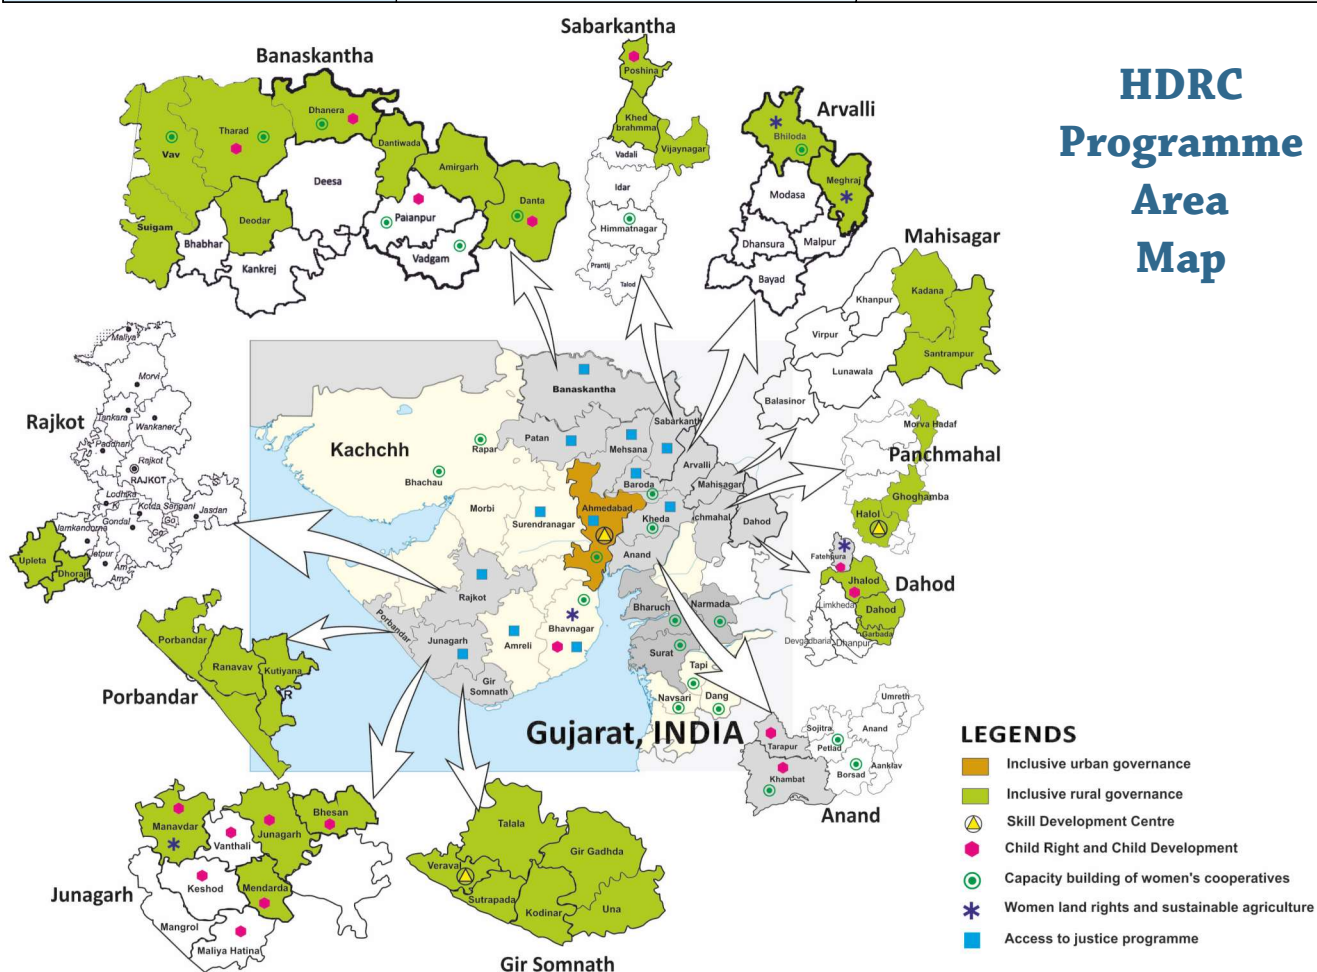 HDRC
Programme
Area
Map
Banaskantha
Vav
Tharad
Dhanera
Dantiwada
Amirgarh
Danta
Deesa
Deodar
Suigam
Bhabhar
Kankrej
Paianpur
Vadgam
Sabarkantha
Poshina
Khed
brahmma
Vijaynagar
Vadali
Idar
Himmatnagar
Prantij
Talod
Arvalli
Bhiloda
Meghraj
Modasa
Dhansura
Malpur
Bayad
Mahisagar
Kadana
Khanpur
Virpur
Santrampur
Lunawala
Balasinor
Morva Hadaf
Panchmahal
Ghoghamba
Halol
Dahod
Fatehpura
Jhalod
Limkheda
Dahod
Garbada
Devgadbaria
Dhanpur
Rajkot
Maliya
Morvi
Tankara
Wankaner
Paddhari
Rajkot
RAJKOT
Lodhika
Kotda Sangani
Jasdan
Gondal
Go
Go
Jamkandorna
Jetpur
Am
Am
Upleta
Dhoraji
Kachchh
Rapar
Bhachau
Banaskantha
Patan
Mehsana
Sabarkanth
Arvalli
Mahisagar
Baroda
Ahmedabad
Kheda
chmahal
Dahod
Anand
Morbi
Surendranagar
Rajkot
Porbandar
Junagarh
Amreli
Bhavnagar
Gir
Somnath
Bharuch
Narmada
Surat
Tapi
Navsari
Dang
Gujarat, INDIA
Porbandar
Porbandar
Ranavav
Kutiyana
R
Junagarh
Manavdar
Vanthali
Junagarh
Bhesan
Keshod
Mendarda
Mangrol
Maliya Hatina
Gir Somnath
Talala
Gir Gadhda
Veraval
Sutrapada
Kodinar
Una
Anand
Tarapur
Khambat
Sojitra
Petlad
Borsad
Umreth
Anand
Aanklav
LEGENDS
Inclusive urban governance
Inclusive rural governance
Skill Development Centre
Child Right and Child Development
Capacity building of women's cooperatives
Women land rights and sustainable agriculture
Access to justice programme